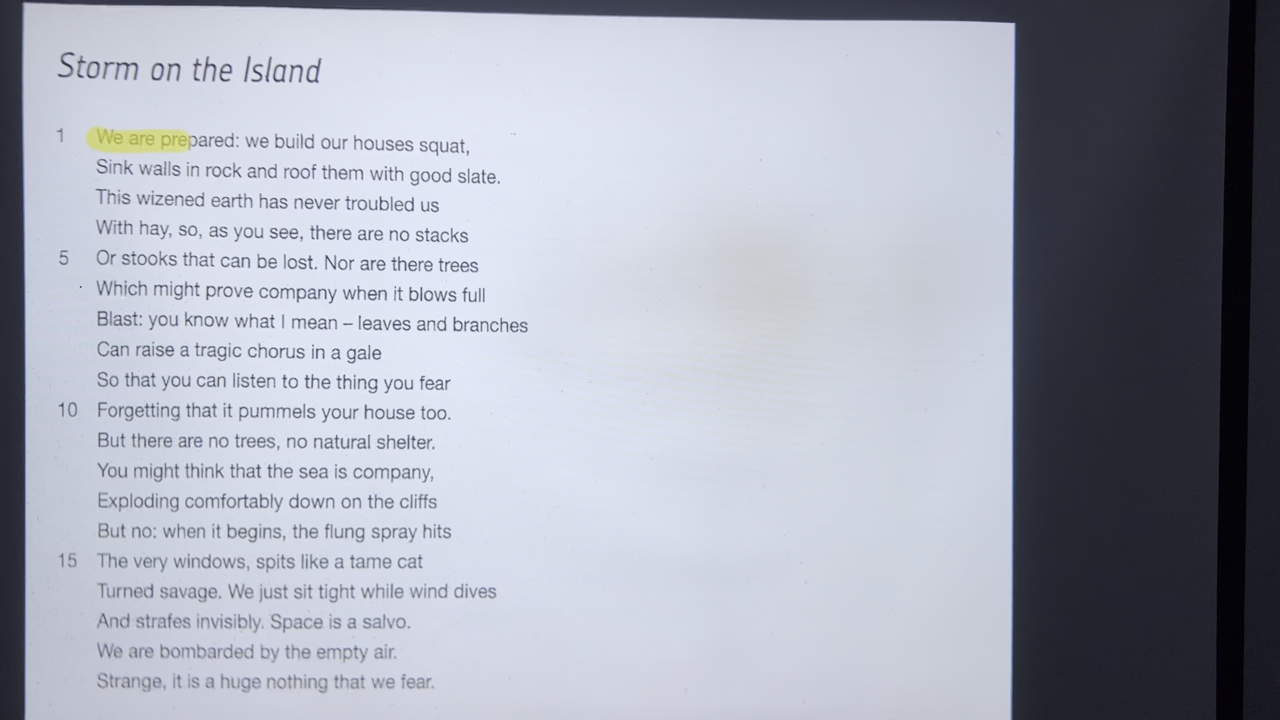 Storm on the Island
1 We are prepared: we build our houses squat,
Sink walls in rock and roof them with good slate.
This wizened earth has never troubled us
With hay, so, as you see, there are no stacks
5 Or stooks that can be lost. Nor are there trees
Which might prove company when it blows full
Blast: you know what I mean – leaves and branches
Can raise a tragic chorus in a gale
So that you can listen to the thing you fear
10 Forgetting that it pummels your house too.
But there are no trees, no natural shelter.
You might think that the sea is company,
Exploding comfortably down on the cliffs
But no: when it begins, the flung spray hits
15 The very windows, spits like a tame cat
Turned savage. We just sit tight while wind dives
And strafes invisibly. Space is a salvo.
We are bombarded by the empty air.
Strange, it is a huge nothing that we fear.